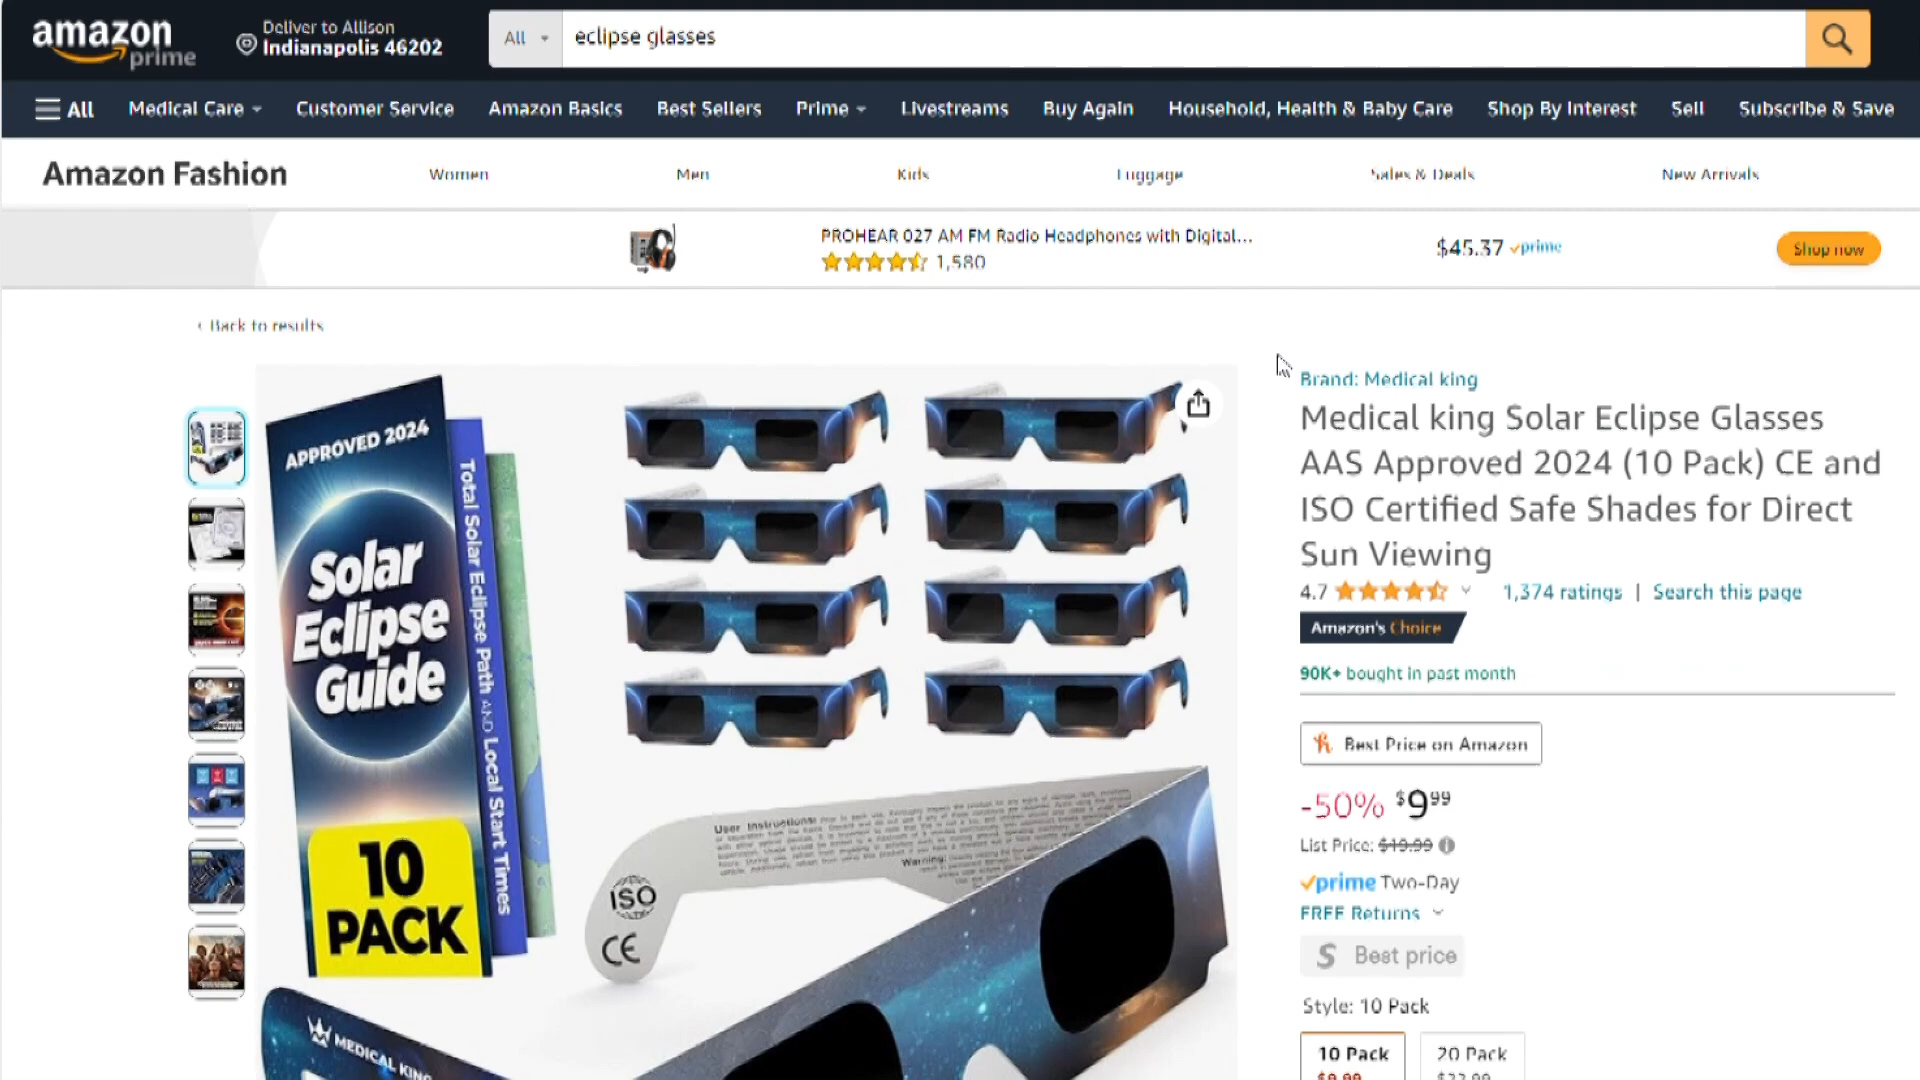 amazon
prime
Deliver to Allison
Indianapolis 46202
All
eclipse glasses
All
Medical Care
Customer Service
Amazon Basics
Best Sellers
Prime
Livestreams
Buy Again
Household, Health & Baby Care
Shop By Interest
Sell
Subscribe & Save
Amazon Fashion
Women
Men
Kids
Luggage
Sales & Deals
New Arrivals
PROHEAR 027 AM FM Radio Headphones with Digital...
1,580
$45.37 prime
Shop now
‹ Back to results
APPROVED 2024
Solar
Eclipse
Guide
10
PACK
Total Solar Eclipse Path AND Local Start Times
User Instructions:
Warning:
ISO
CE
MEDICAL KING
Brand: Medical king
Medical king Solar Eclipse Glasses
AAS Approved 2024 (10 Pack) CE and
ISO Certified Safe Shades for Direct
Sun Viewing
4.7
1,374 ratings | Search this page
Amazon's Choice
90K+ bought in past month
Best Price on Amazon
-50% $999
List Price: $19.99
prime Two-Day
FREE Returns
S Best price
Style: 10 Pack
10 Pack
$9.99
20 Pack